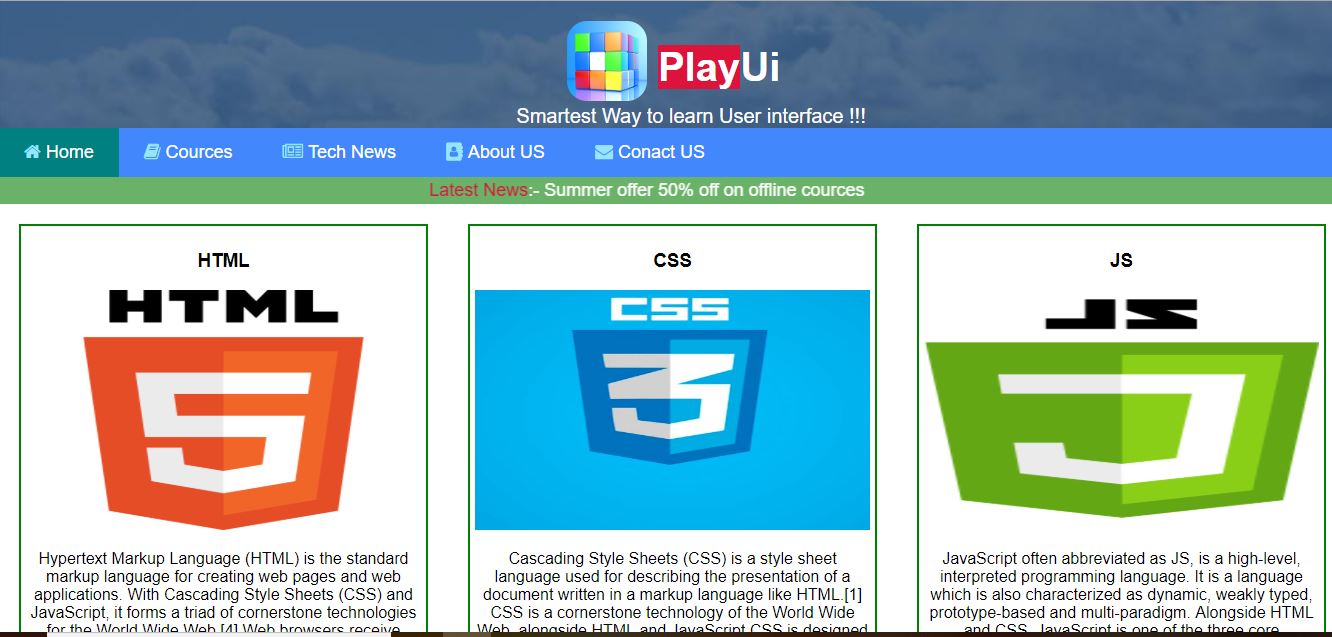 PlayUi
Smartest Way to learn User interface !!!
Home Cources Tech News About US Conact US
Latest News:- Summer offer 50% off on offline cources
HTML
HTML
5
Hypertext Markup Language (HTML) is the standard
markup language for creating web pages and web
applications. With Cascading Style Sheets (CSS) and
JavaScript, it forms a triad of cornerstone technologies
for the World Wide Web.[4] Web browsers receive
CSS
CSS
3
Cascading Style Sheets (CSS) is a style sheet
language used for describing the presentation of a
document written in a markup language like HTML.[1]
CSS is a cornerstone technology of the World Wide
Web, alongside HTML and JavaScript.CSS is designed
JS
JS
JavaScript often abbreviated as JS, is a high-level,
interpreted programming language. It is a language
which is also characterized as dynamic, weakly typed,
prototype-based and multi-paradigm. Alongside HTML
and CSS, JavaScript is one of the three core